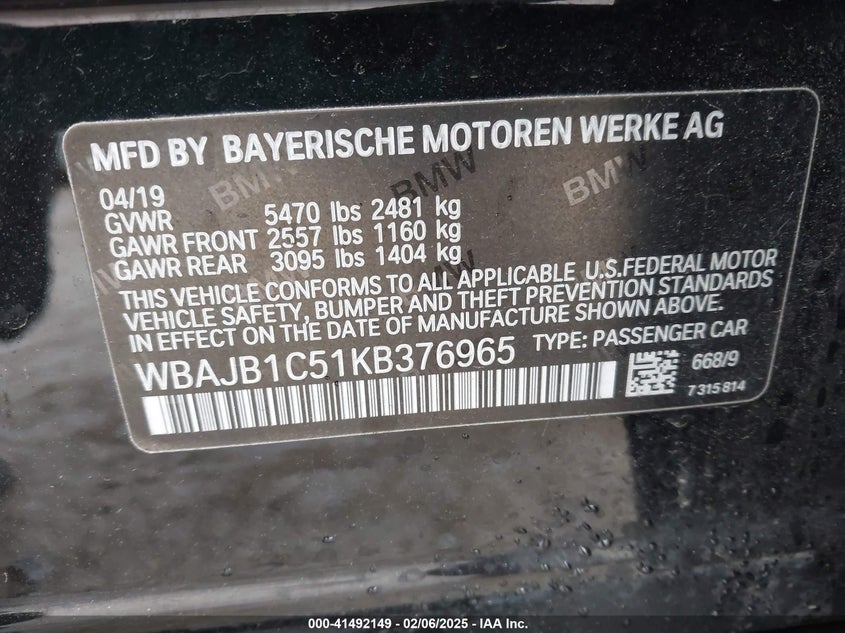 MFD BY BAYERISCHE MOTOREN WERKE AG
BMW BMW BMW
04/19
GVWR 5470 lbs 2481 kg
GAWR FRONT 2557 lbs 1160 kg
GAWR REAR 3095 lbs 1404 kg
THIS VEHICLE CONFORMS TO ALL APPLICABLE U.S.FEDERAL MOTOR
VEHICLE SAFETY, BUMPER AND THEFT PREVENTION STANDARDS
IN EFFECT ON THE DATE OF MANUFACTURE SHOWN ABOVE.
WBAJB1C51KB376965 TYPE: PASSENGER CAR
668/9
7 315 814
000-41492149 - 02/06/2025 - IAA Inc.